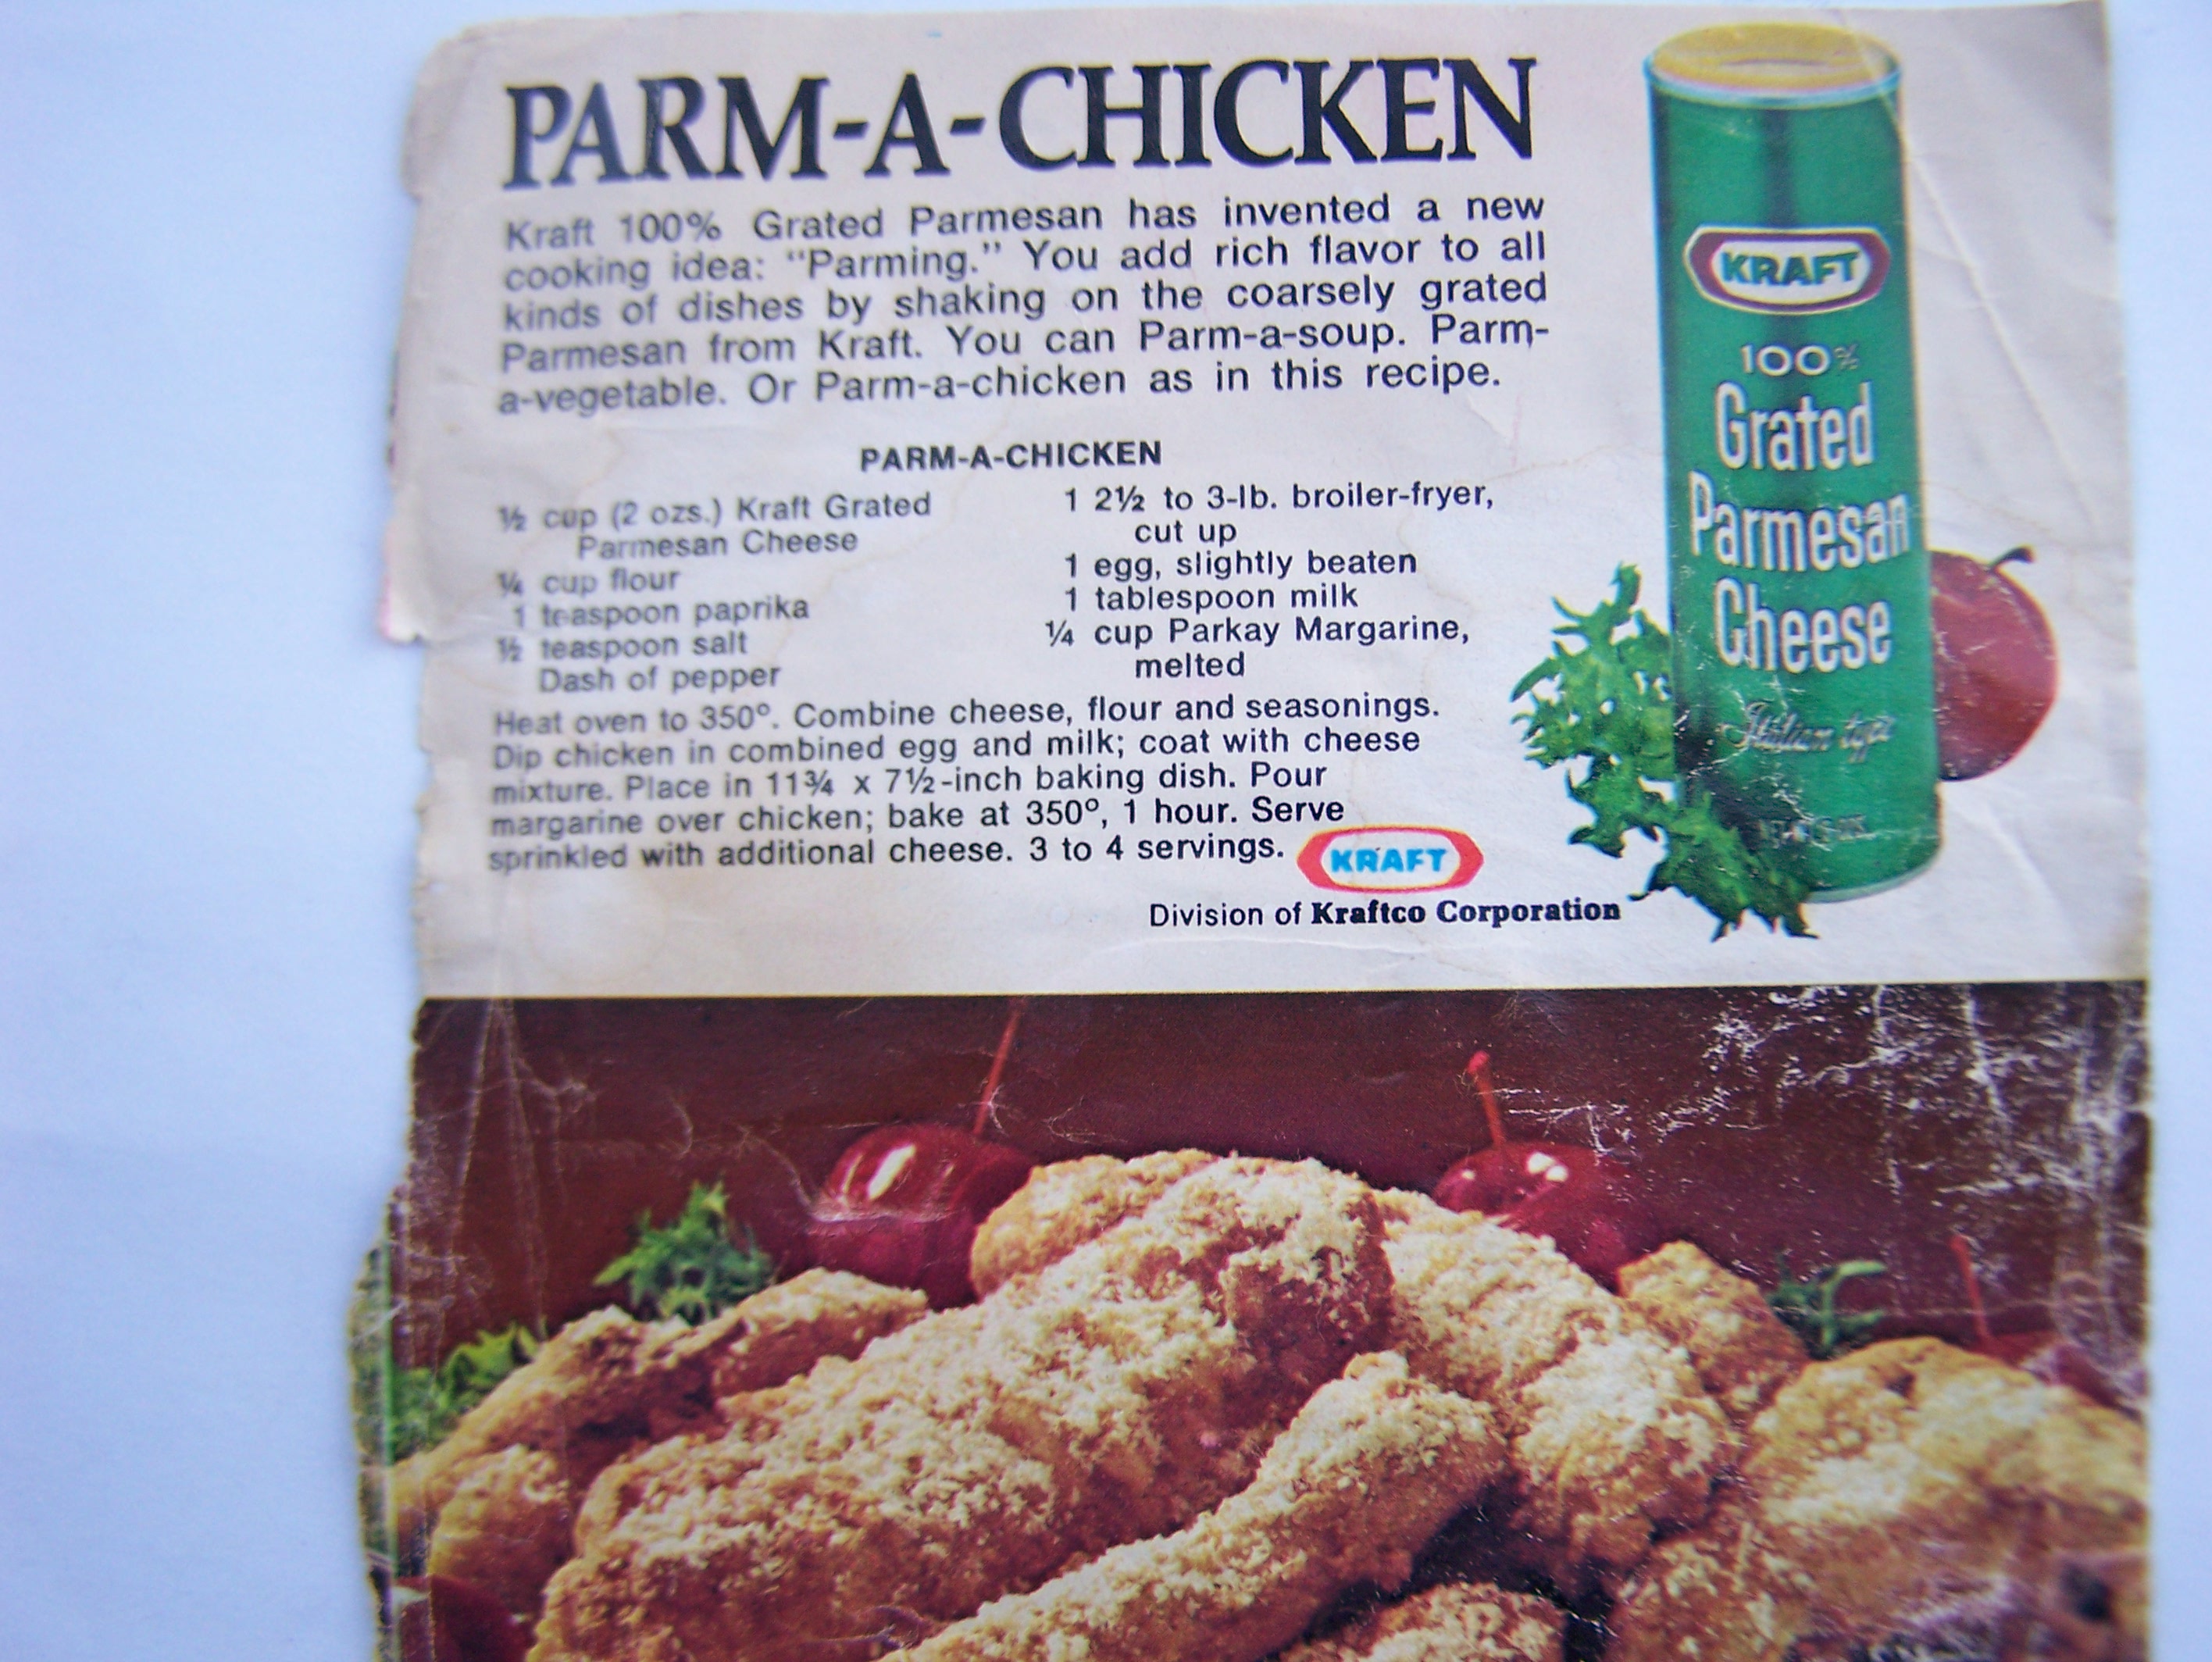 PARM-A-CHICKEN
Kraft 100% Grated Parmesan has invented a new
cooking idea: “Parming.” You add rich flavor to all
kinds of dishes by shaking on the coarsely grated
Parmesan from Kraft. You can Parm-a-soup. Parm-
a-vegetable. Or Parm-a-chicken as in this recipe.
PARM-A-CHICKEN
½ cup (2 ozs.) Kraft Grated
Parmesan Cheese
¼ cup flour
1 teaspoon paprika
½ teaspoon salt
Dash of pepper
1 2½ to 3-lb. broiler-fryer,
cut up
1 egg, slightly beaten
1 tablespoon milk
¼ cup Parkay Margarine,
melted
Heat oven to 350°. Combine cheese, flour and seasonings.
Dip chicken in combined egg and milk; coat with cheese
mixture. Place in 11¾ x 7½-inch baking dish. Pour
margarine over chicken; bake at 350°, 1 hour. Serve
sprinkled with additional cheese. 3 to 4 servings.
KRAFT
Division of Kraftco Corporation
KRAFT
100%
Grated
Parmesan
Cheese
Italian type